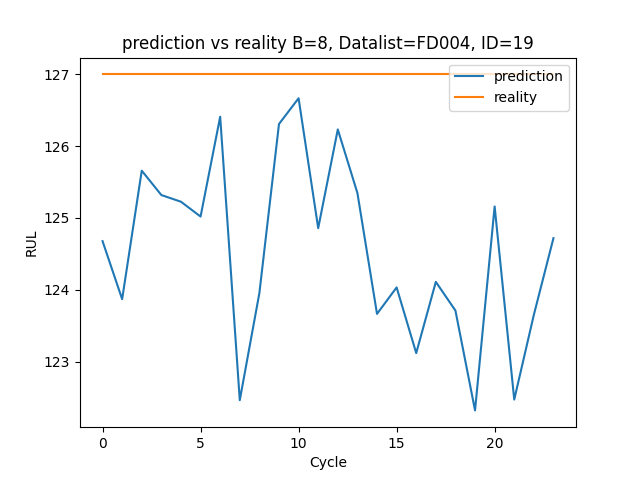 prediction vs reality B=8, Datalist=FD004, ID=19
127
126
125
124
123
RUL
prediction
reality
0 5 10 15 20
Cycle